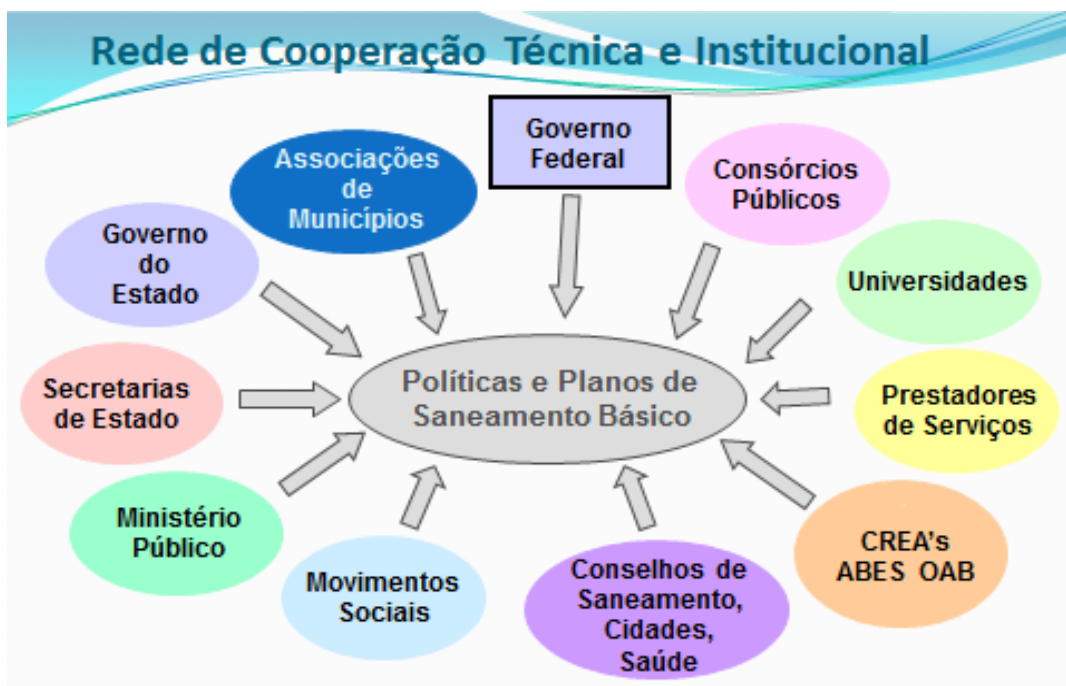 Rede de Cooperação Técnica e Institucional
Governo
Federal
Associações
de
Municípios
Consórcios
Públicos
Governo
do
Estado
Universidades
Políticas e Planos de
Saneamento Básico
Secretarias
de Estado
Prestadores
de Serviços
Ministério
Público
CREA's
ABES OAB
Movimentos
Sociais
Conselhos de
Saneamento,
Cidades,
Saúde